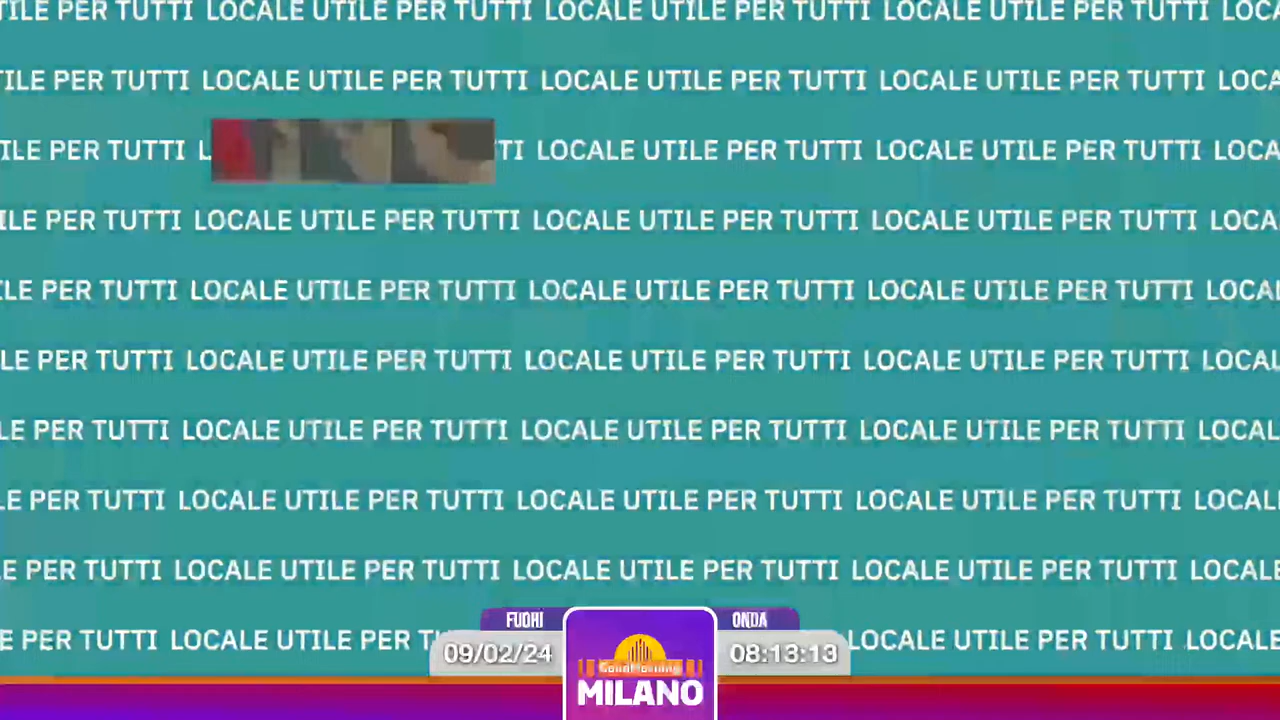 TILE PER TUTTI LOCALE UTILE PER TUTTI LOCALE UTILE PER TUTTI LOCALE UTILE PER TUTTI LOCA
TILE PER TUTTI LOCALE UTILE PER TUTTI LOCALE UTILE PER TUTTI LOCALE UTILE PER TUTTI LOCA
ILE PER TUTTI L TI LOCALE UTILE PER TUTTI LOCALE UTILE PER TUTTI LOCA
ILE PER TUTTI LOCALE UTILE PER TUTTI LOCALE UTILE PER TUTTI LOCALE UTILE PER TUTTI LOCA
ILE PER TUTTI LOCALE UTILE PER TUTTI LOCALE UTILE PER TUTTI LOCALE UTILE PER TUTTI LOCA
LE PER TUTTI LOCALE UTILE PER TUTTI LOCALE UTILE PER TUTTI LOCALE UTILE PER TUTTI LOCAL
LE PER TUTTI LOCALE UTILE PER TUTTI LOCALE UTILE PER TUTTI LOCALE UTILE PER TUTTI LOCAL
LE PER TUTTI LOCALE UTILE PER TUTTI LOCALE UTILE PER TUTTI LOCALE UTILE PER TUTTI LOCAL
E PER TUTTI LOCALE UTILE PER TUTTI LOCALE UTILE PER TUTTI LOCALE UTILE PER TUTTI LOCALE
E PER TUTTI LOCALE UTILE PER T LOCALE UTILE PER TUTTI LOCALE
FUORI ONDA
09/02/24 08:13:13
GoodMorning
MILANO